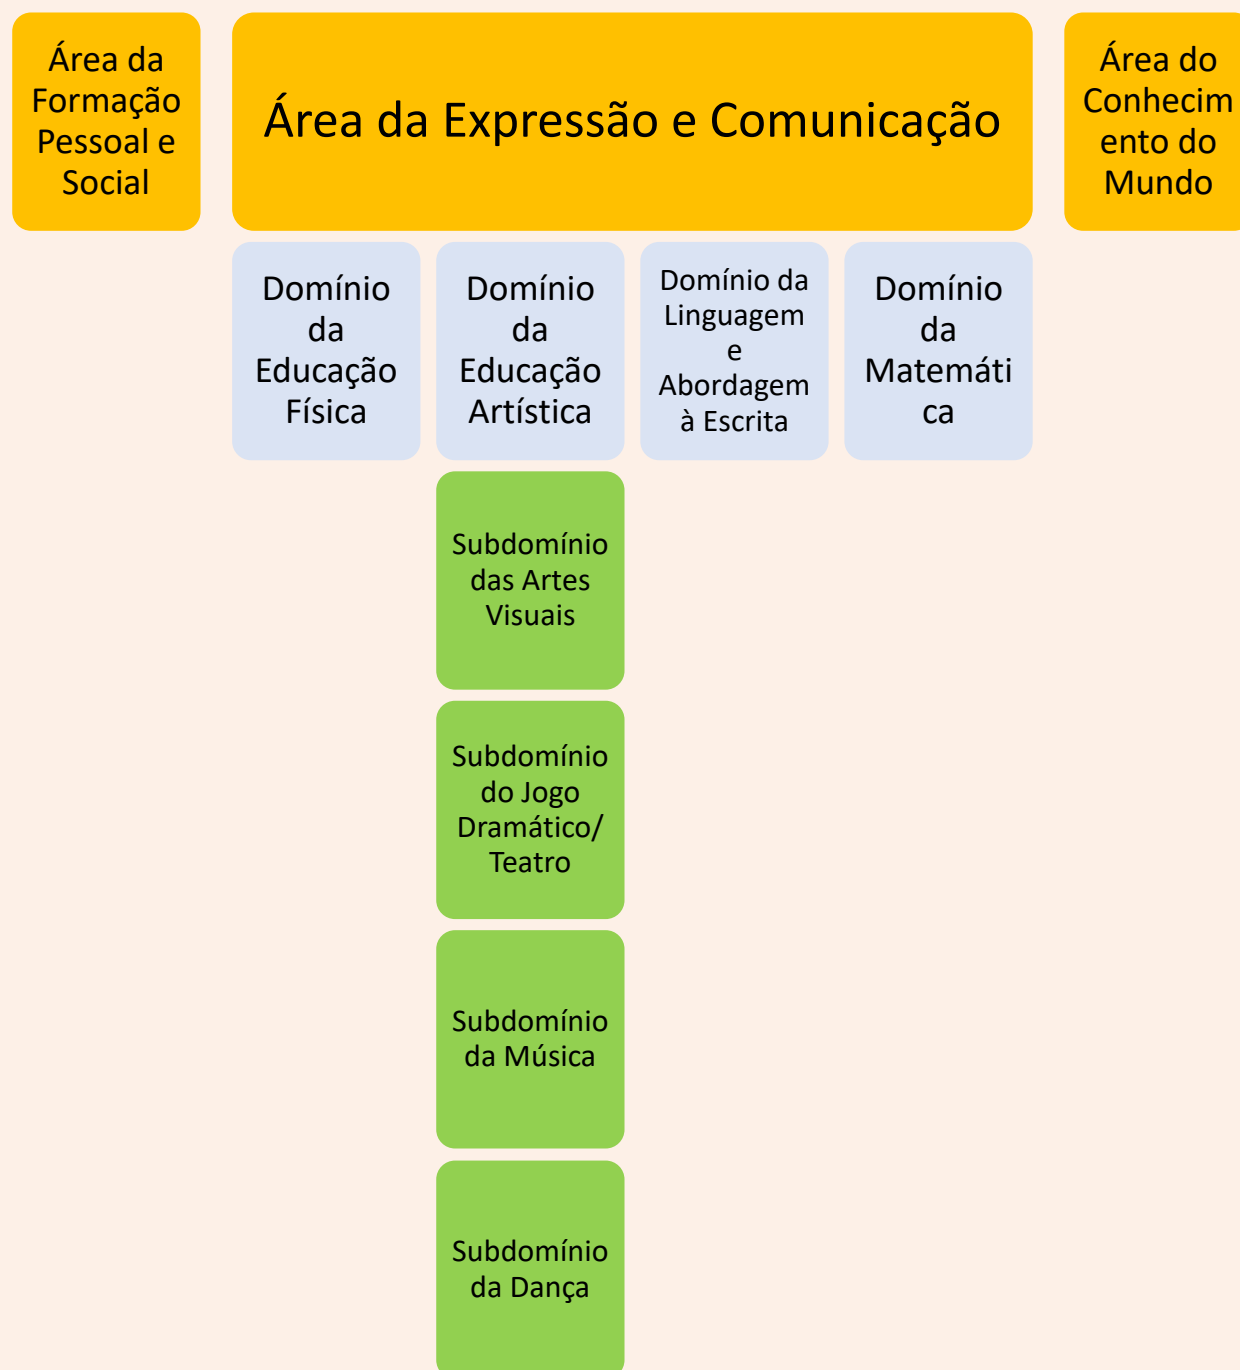 Área da
Formação
Pessoal e
Social
Área da Expressão e Comunicação
Área do
Conhecim
ento do
Mundo
Domínio
da
Educação
Física
Domínio
da
Educação
Artística
Domínio da
Linguagem
e
Abordagem
à Escrita
Domínio
da
Matemáti
ca
Subdomínio
das Artes
Visuais
Subdomínio
do Jogo
Dramático/
Teatro
Subdomínio
da Música
Subdomínio
da Dança